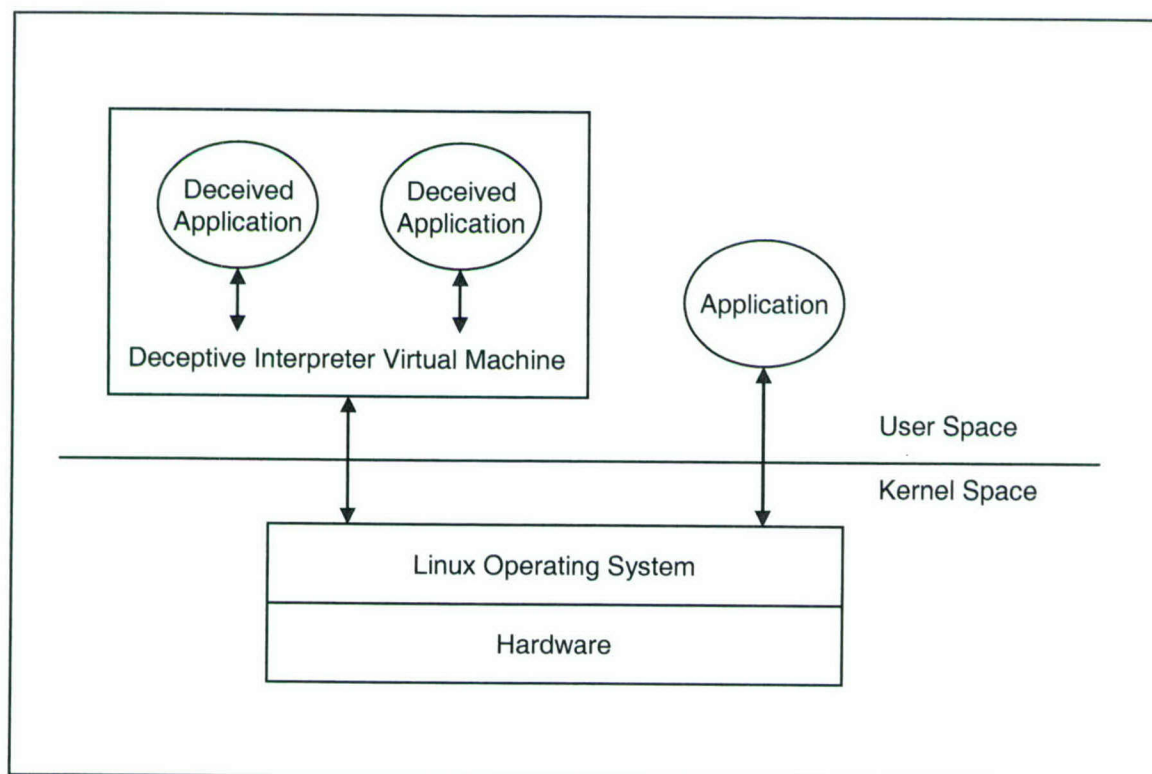 Deceived
Application
Deceived
Application
Application
Deceptive Interpreter Virtual Machine
User Space
Kernel Space
Linux Operating System
Hardware